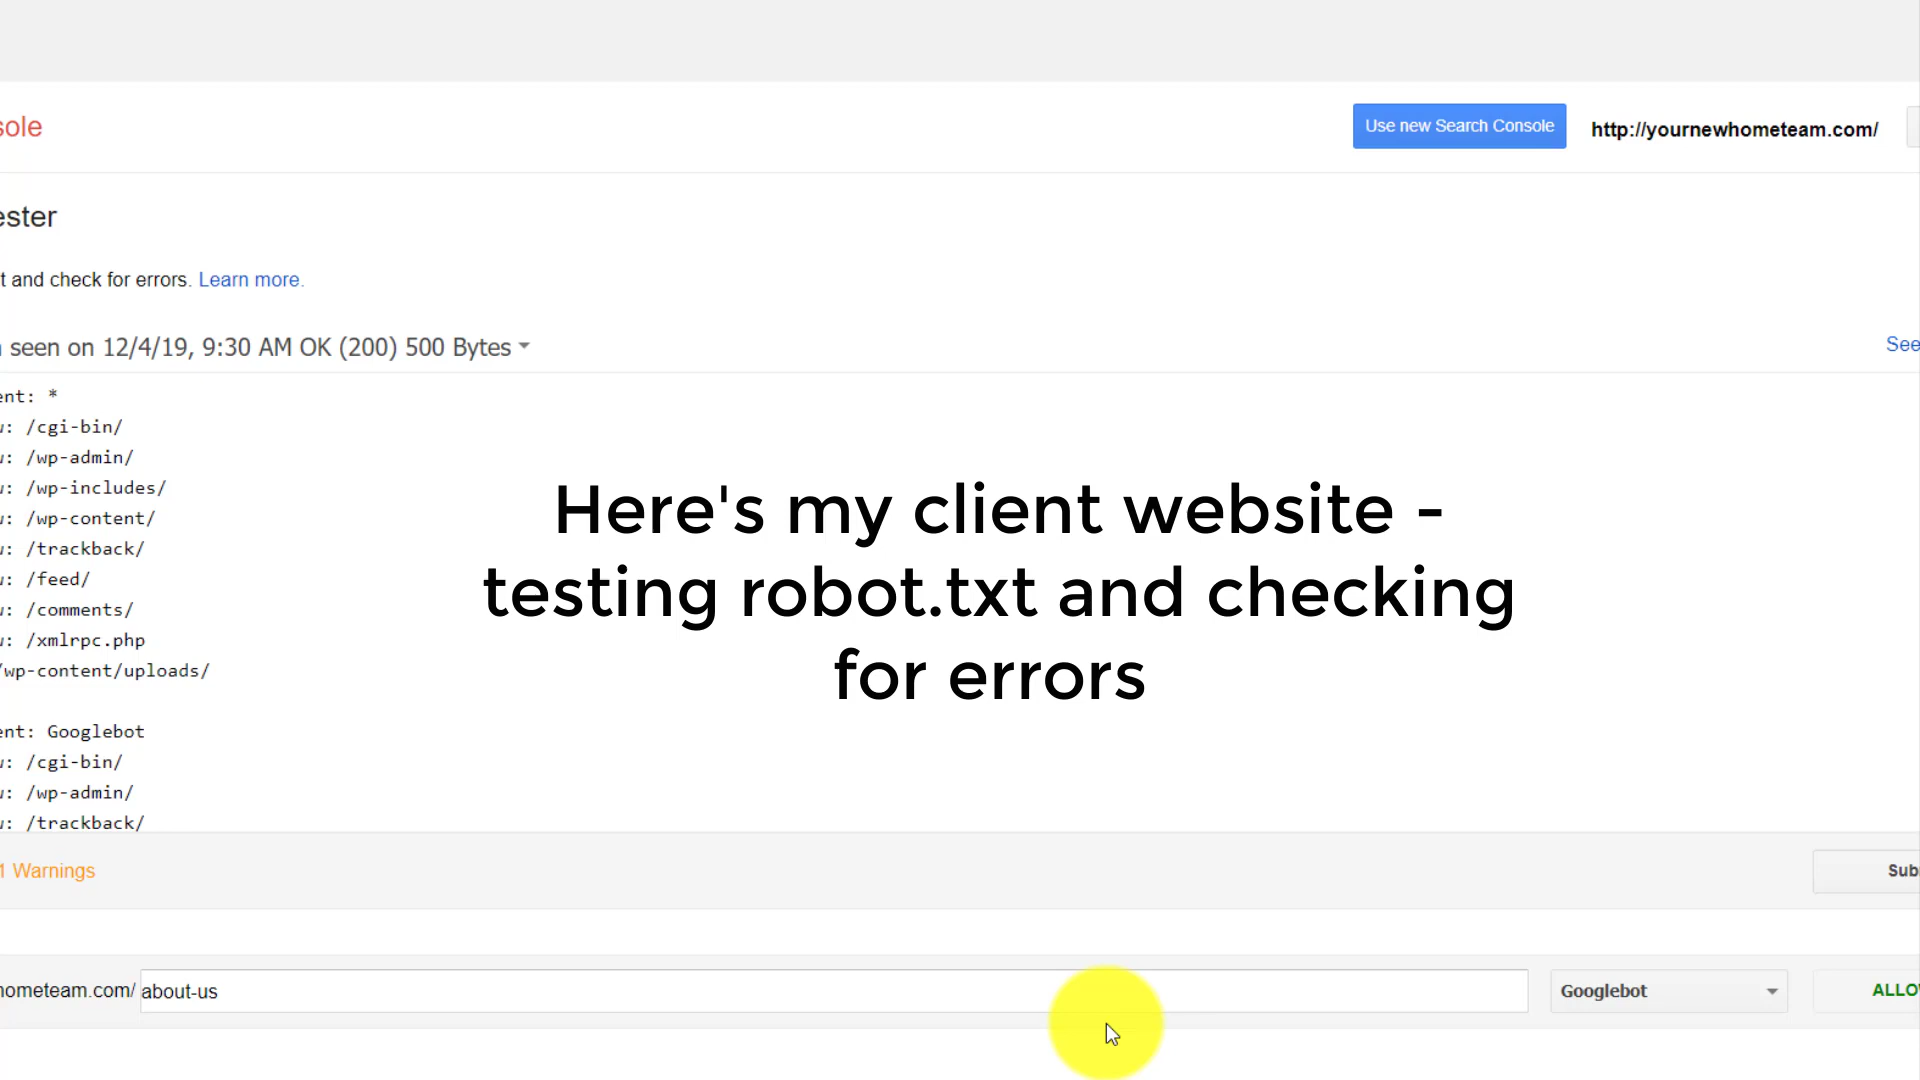 sole
Use new Search Console
http://yournewhometeam.com/
ester
t and check for errors. Learn more.
seen on 12/4/19, 9:30 AM OK (200) 500 Bytes
See
ent: *
w: /cgi-bin/
w: /wp-admin/
w: /wp-includes/
w: /wp-content/
w: /trackback/
w: /feed/
w: /comments/
w: /xmlrpc.php
/wp-content/uploads/
Here's my client website -
testing robot.txt and checking
for errors
ent: Googlebot
w: /cgi-bin/
w: /wp-admin/
w: /trackback/
1 Warnings
Sub
hometeam.com/ about-us
Googlebot
ALLOW